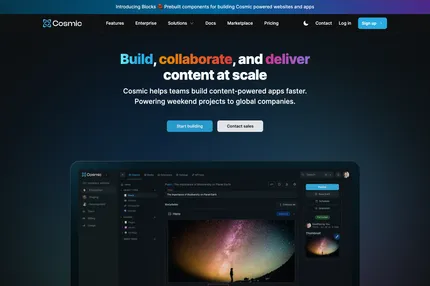 Introducing Blocks Prebuilt components for building Cosmic powered websites and apps
Cosmic
Features
Enterprise
Solutions
Docs
Marketplace
Pricing
Contact
Log in
Sign up
Build, collaborate, and deliver
content at scale
Cosmic helps teams build content-powered apps faster.
Powering weekend projects to global companies.
Start building
Contact sales
Cosmic